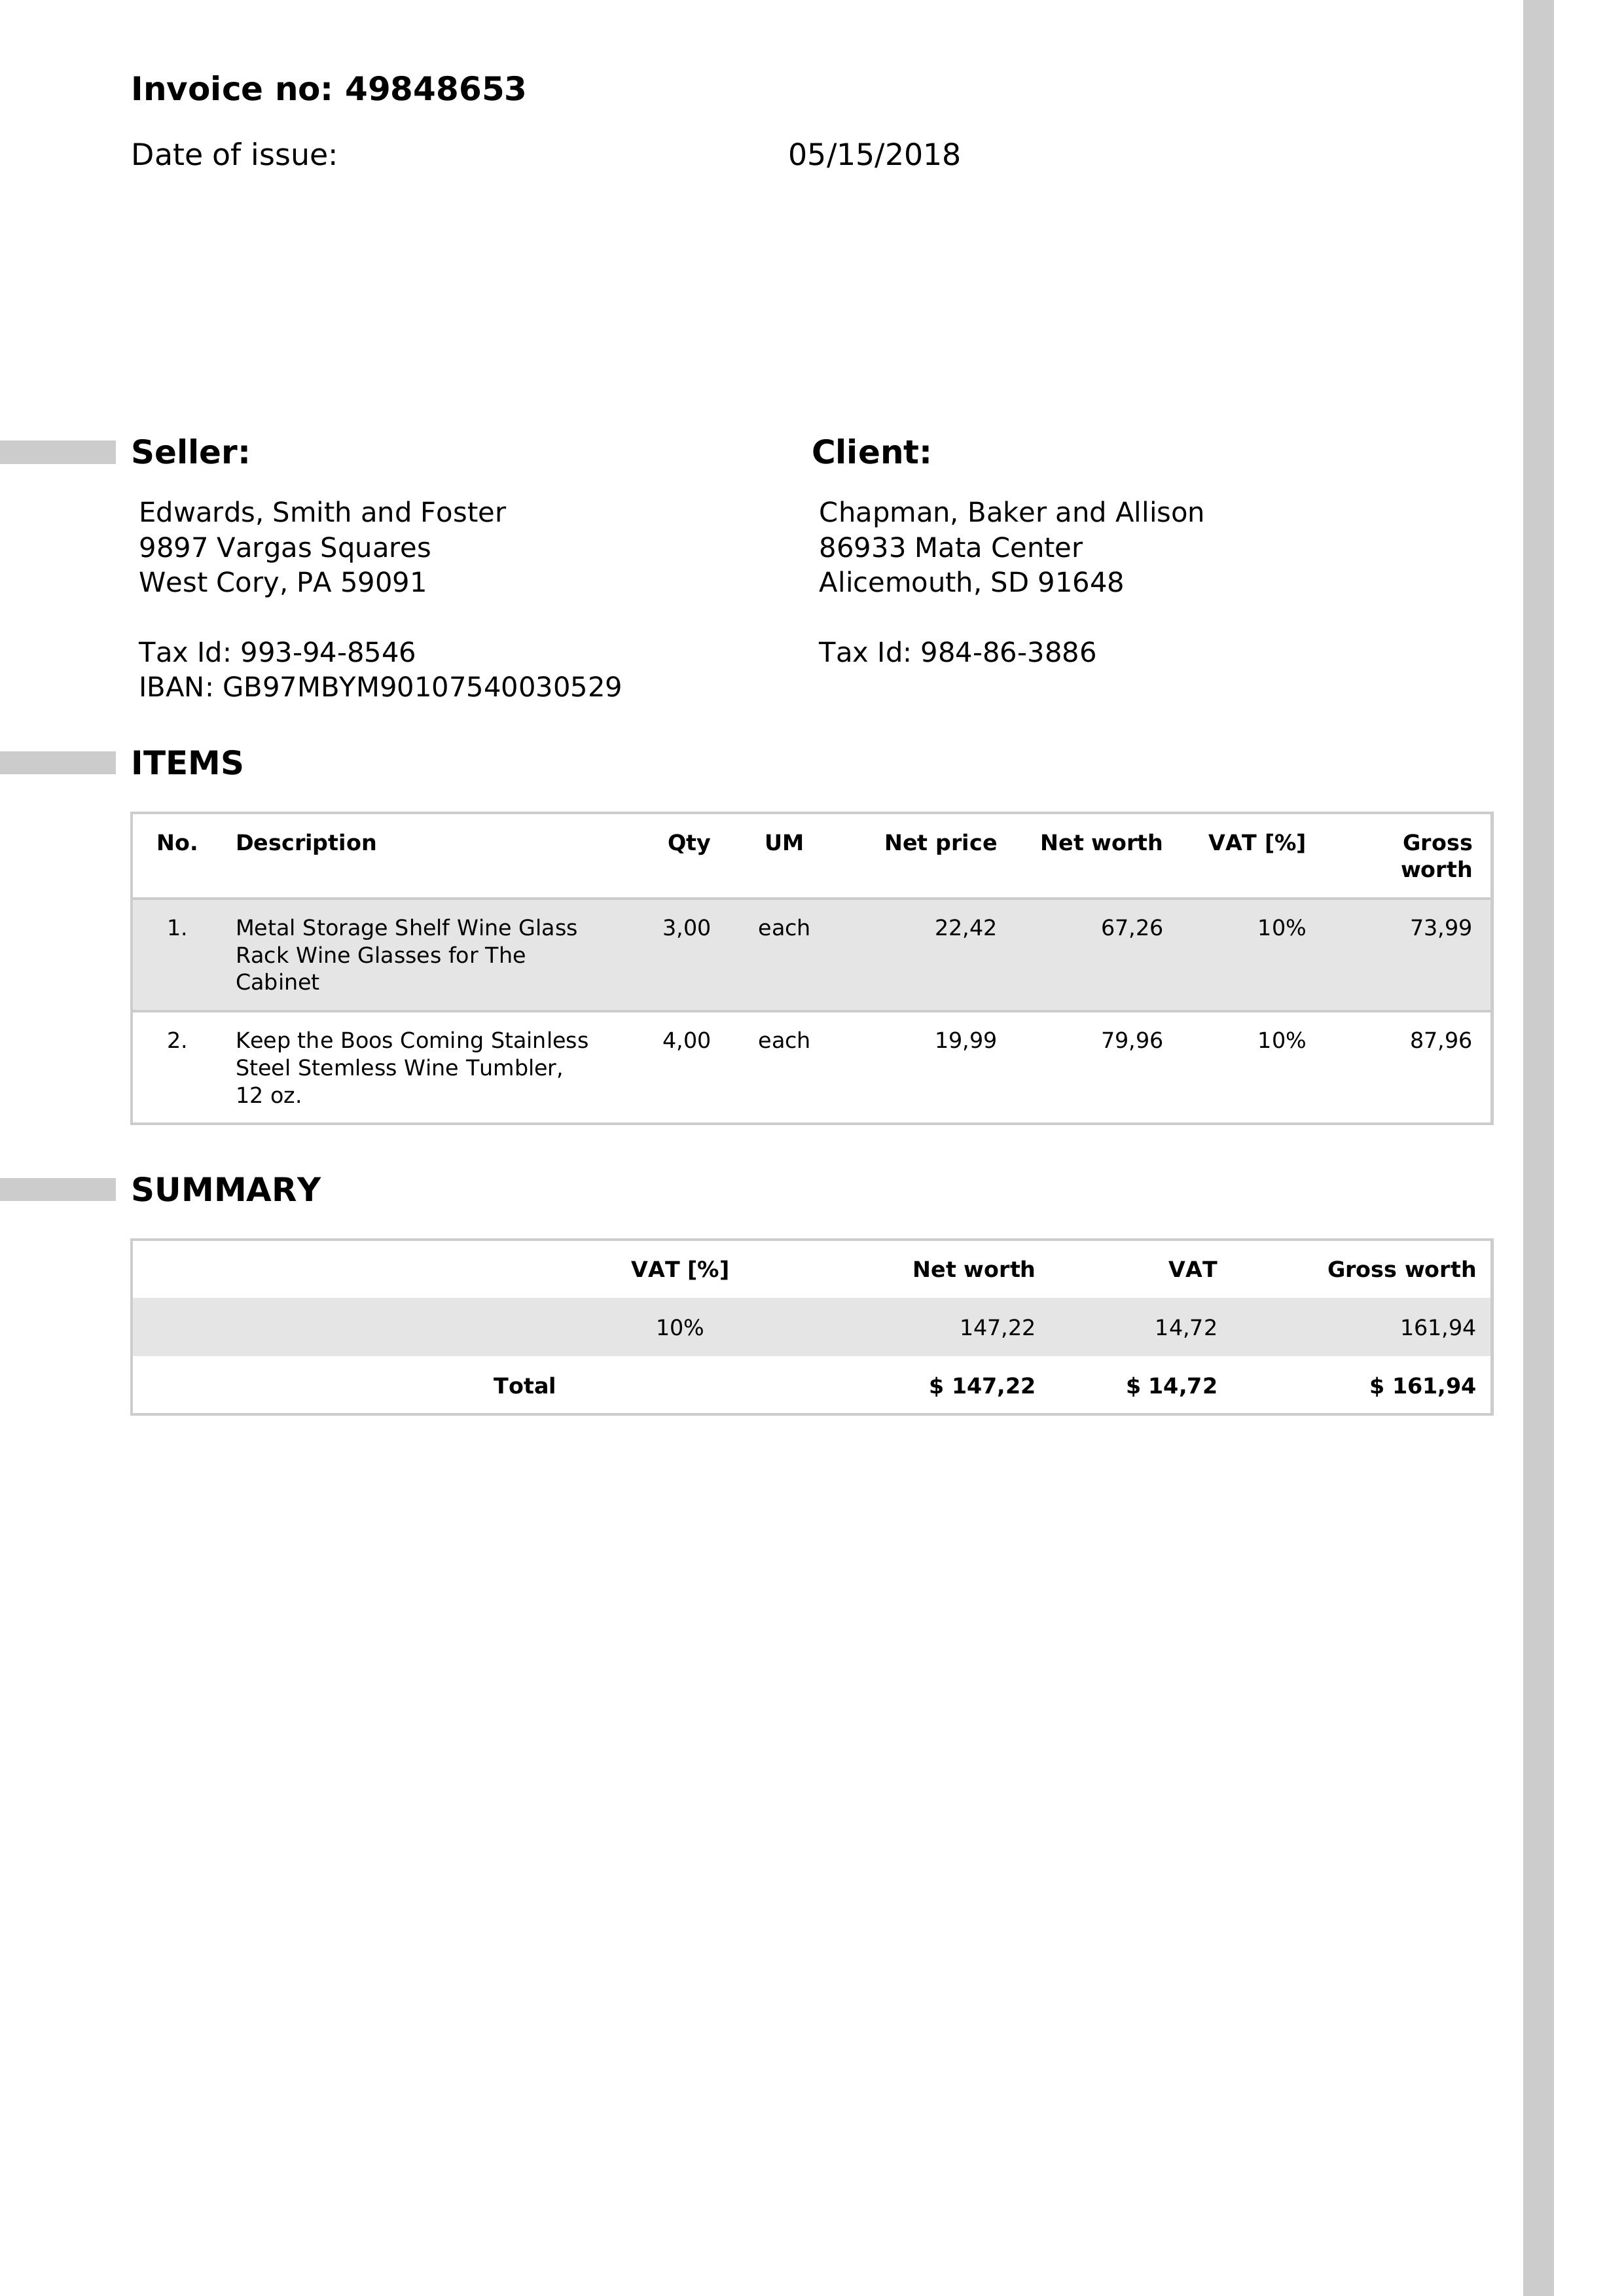 Invoice no: 49848653
Date of issue: 05/15/2018
Seller:
Edwards, Smith and Foster
9897 Vargas Squares
West Cory, PA 59091
Tax Id: 993-94-8546
IBAN: GB97MBYM90107540030529
Client:
Chapman, Baker and Allison
86933 Mata Center
Alicemouth, SD 91648
Tax Id: 984-86-3886
ITEMS
No. Description Qty UM Net price Net worth VAT [%] Gross
worth
1. Metal Storage Shelf Wine Glass 3,00 each 22,42 67,26 10% 73,99
Rack Wine Glasses for The
Cabinet
2. Keep the Boos Coming Stainless 4,00 each 19,99 79,96 10% 87,96
Steel Stemless Wine Tumbler,
12 oz.
SUMMARY
VAT [%] Net worth VAT Gross worth
10% 147,22 14,72 161,94
Total $ 147,22 $ 14,72 $ 161,94